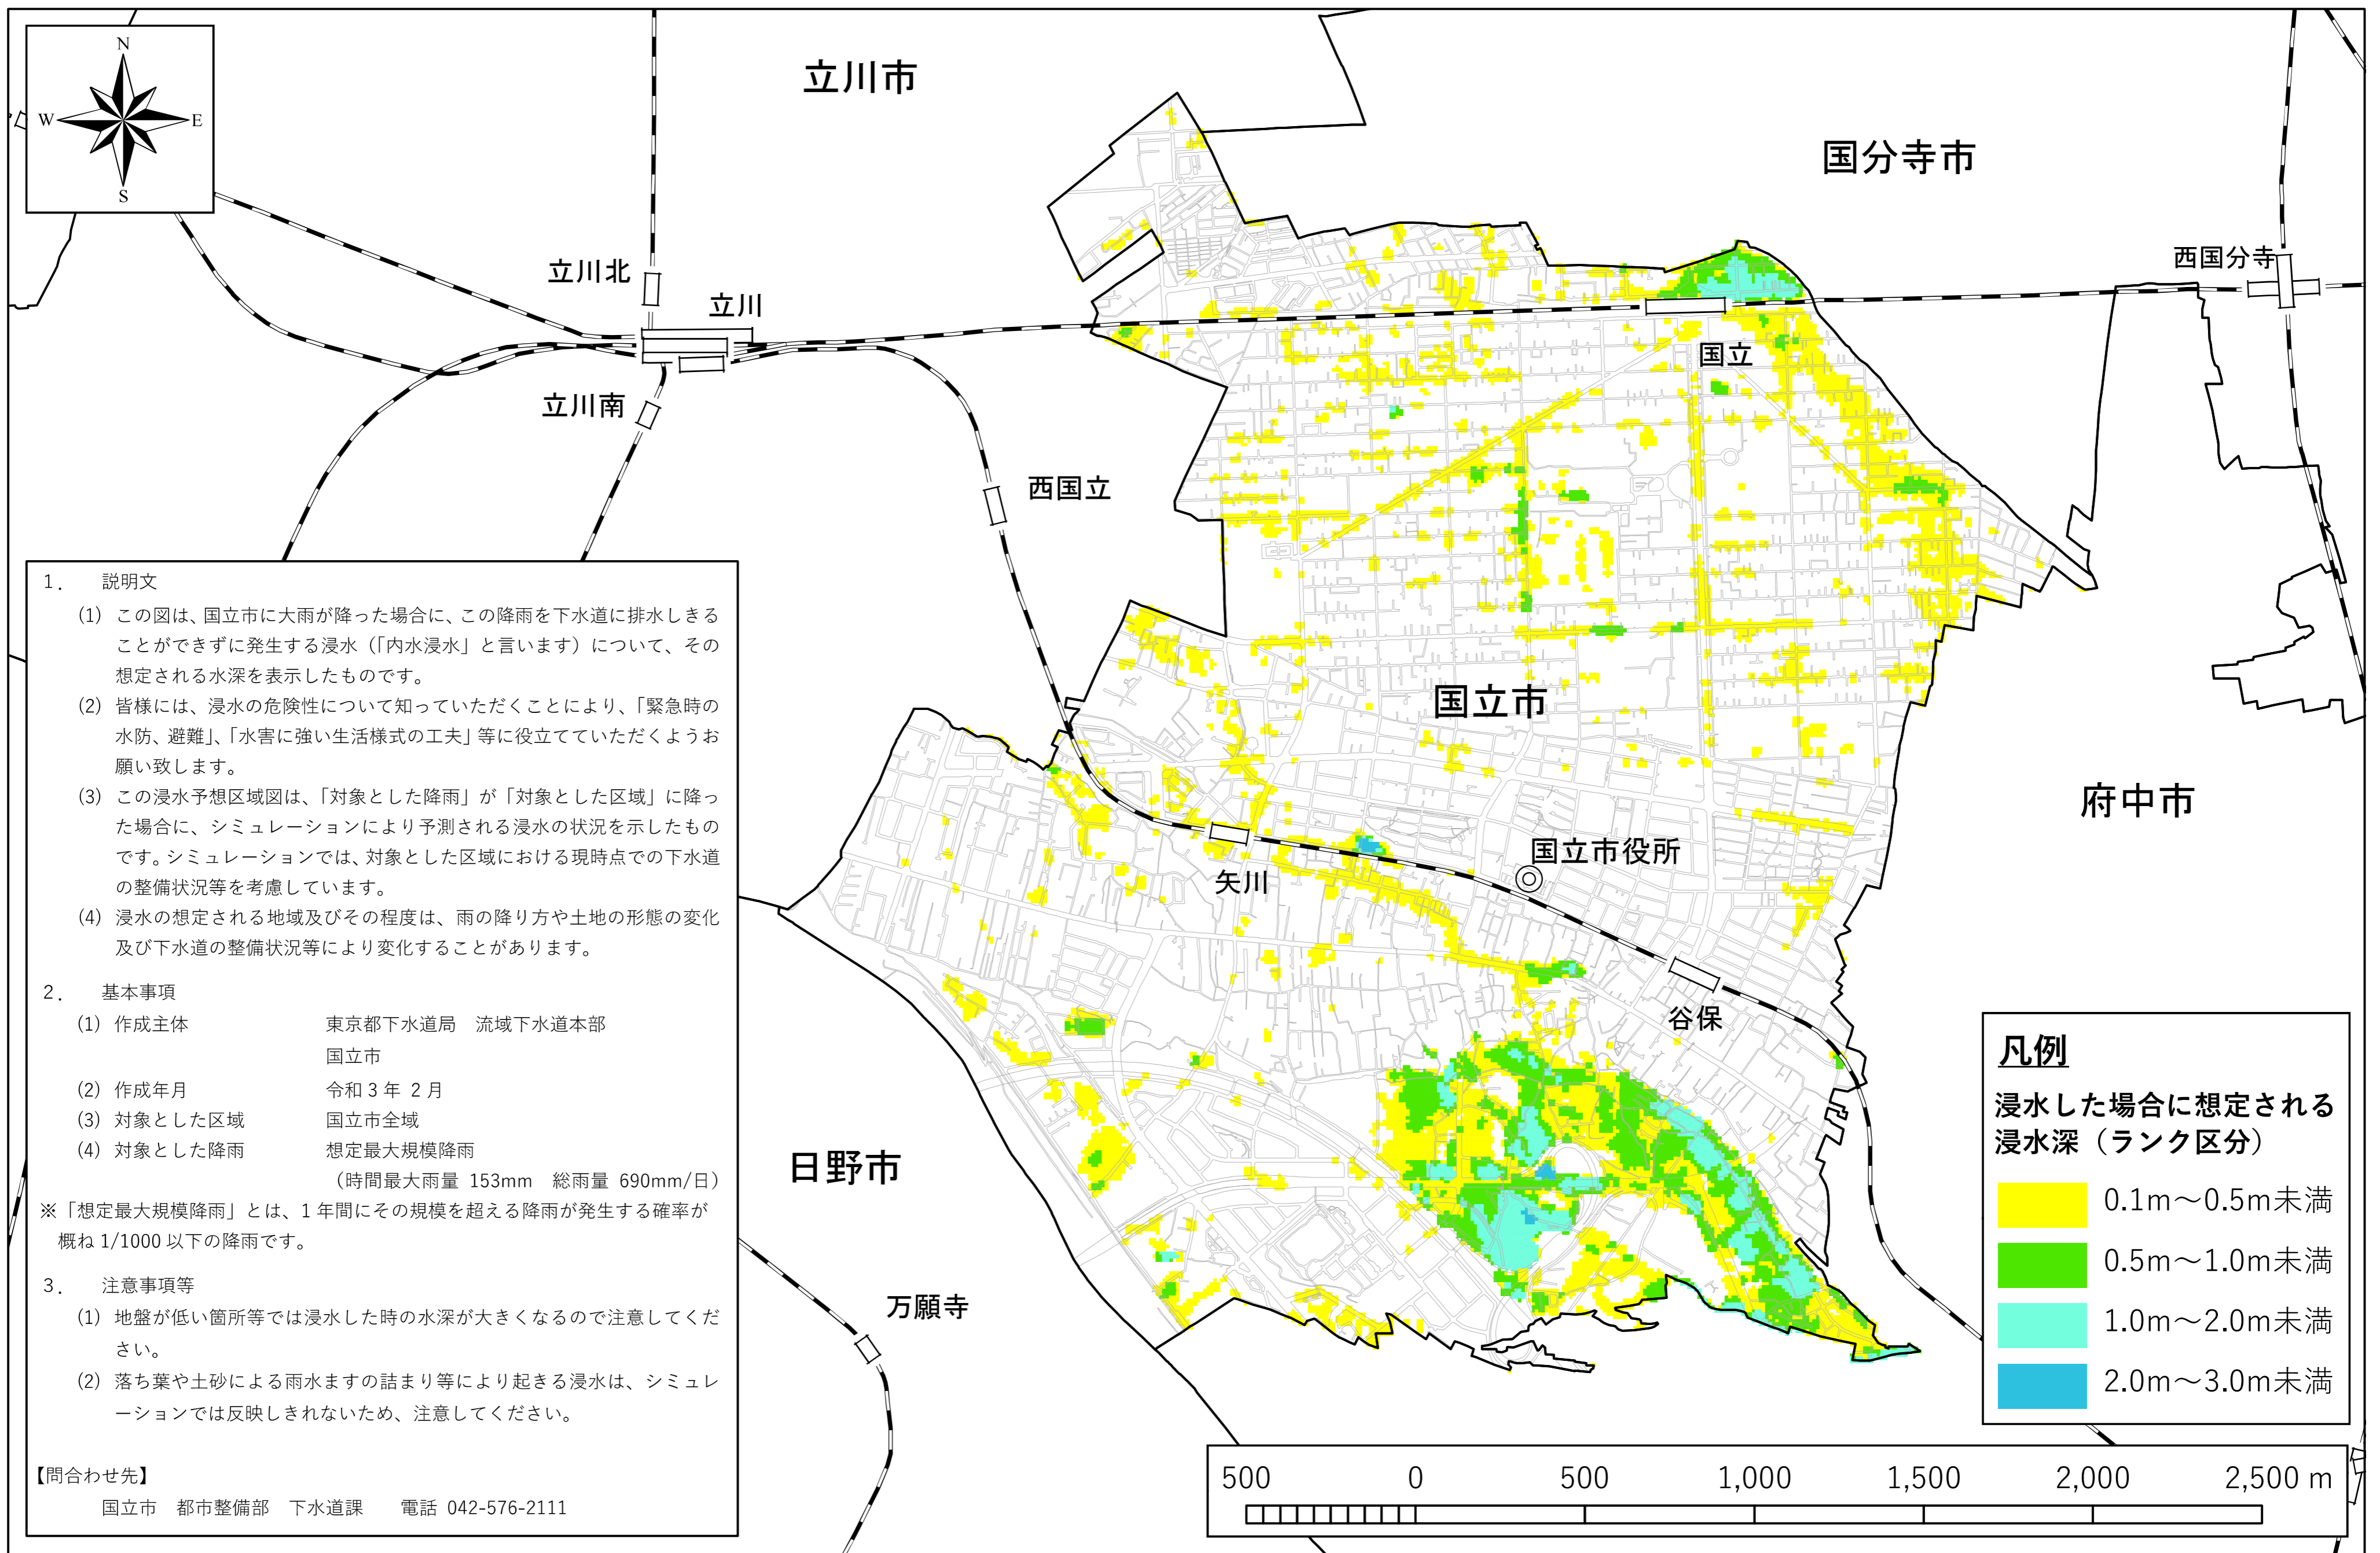 N
W
E
S
立川市
国分寺市
西国分寺
立川北
立川
国立
立川南
西国立
国立市
府中市
国立市役所
矢川
谷保
日野市
万願寺
1. 説明文
(1) この図は、国立市に大雨が降った場合に、この降雨を下水道に排水しきる
ことができずに発生する浸水（「内水浸水」と言います）について、その
想定される水深を表示したものです。
(2) 皆様には、浸水の危険性について知っていただくことにより、「緊急時の
水防、避難」、「水害に強い生活様式の工夫」等に役立てていただくようお
願い致します。
(3) この浸水予想区域図は、「対象とした降雨」が「対象とした区域」に降っ
た場合に、シミュレーションにより予測される浸水の状況を示したもの
です。シミュレーションでは、対象とした区域における現時点での下水道
の整備状況等を考慮しています。
(4) 浸水の想定される地域及びその程度は、雨の降り方や土地の形態の変化
及び下水道の整備状況等により変化することがあります。
2. 基本事項
(1) 作成主体 東京都下水道局 流域下水道本部
国立市
(2) 作成年月 令和３年 2 月
(3) 対象とした区域 国立市全域
(4) 対象とした降雨 想定最大規模降雨
（時間最大雨量 153mm 総雨量 690mm/日）
※「想定最大規模降雨」とは、1 年間にその規模を超える降雨が発生する確率が
概ね 1/1000 以下の降雨です。
3. 注意事項等
(1) 地盤が低い箇所等では浸水した時の水深が大きくなるので注意してくだ
さい。
(2) 落ち葉や土砂による雨水ますの詰まり等により起きる浸水は、シミュレ
ーションでは反映しきれないため、注意してください。
【問合わせ先】
国立市 都市整備部 下水道課 電話 042-576-2111
凡例
浸水した場合に想定される
浸水深（ランク区分）
0.1m～0.5m未満
0.5m～1.0m未満
1.0m～2.0m未満
2.0m～3.0m未満
500 0 500 1,000 1,500 2,000 2,500 m